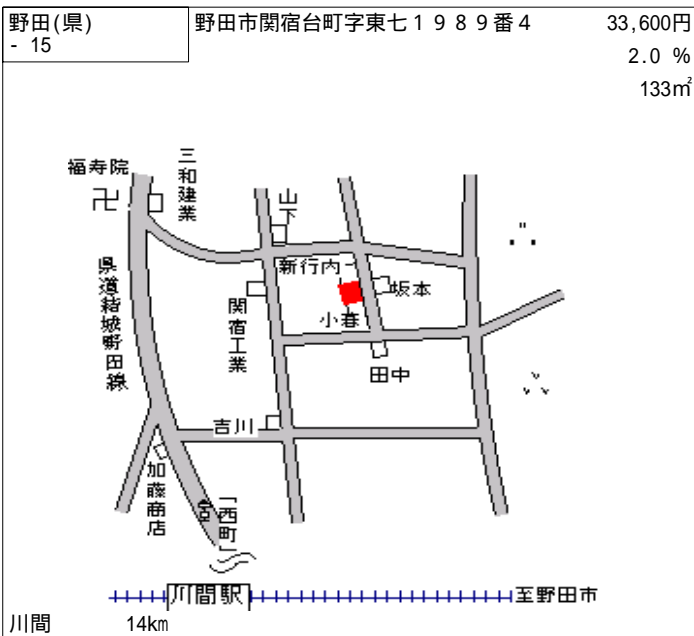 野田(県)
- 15
野田市関宿台町字東七1989番4
33,600円
2.0 %
133㎡
福寿院
三和建業
山下
新行内
坂本
県道結城野田線
関宿工業
小暮
田中
吉川
加藤商店
「西町」
川間駅
至野田市
川間 14km